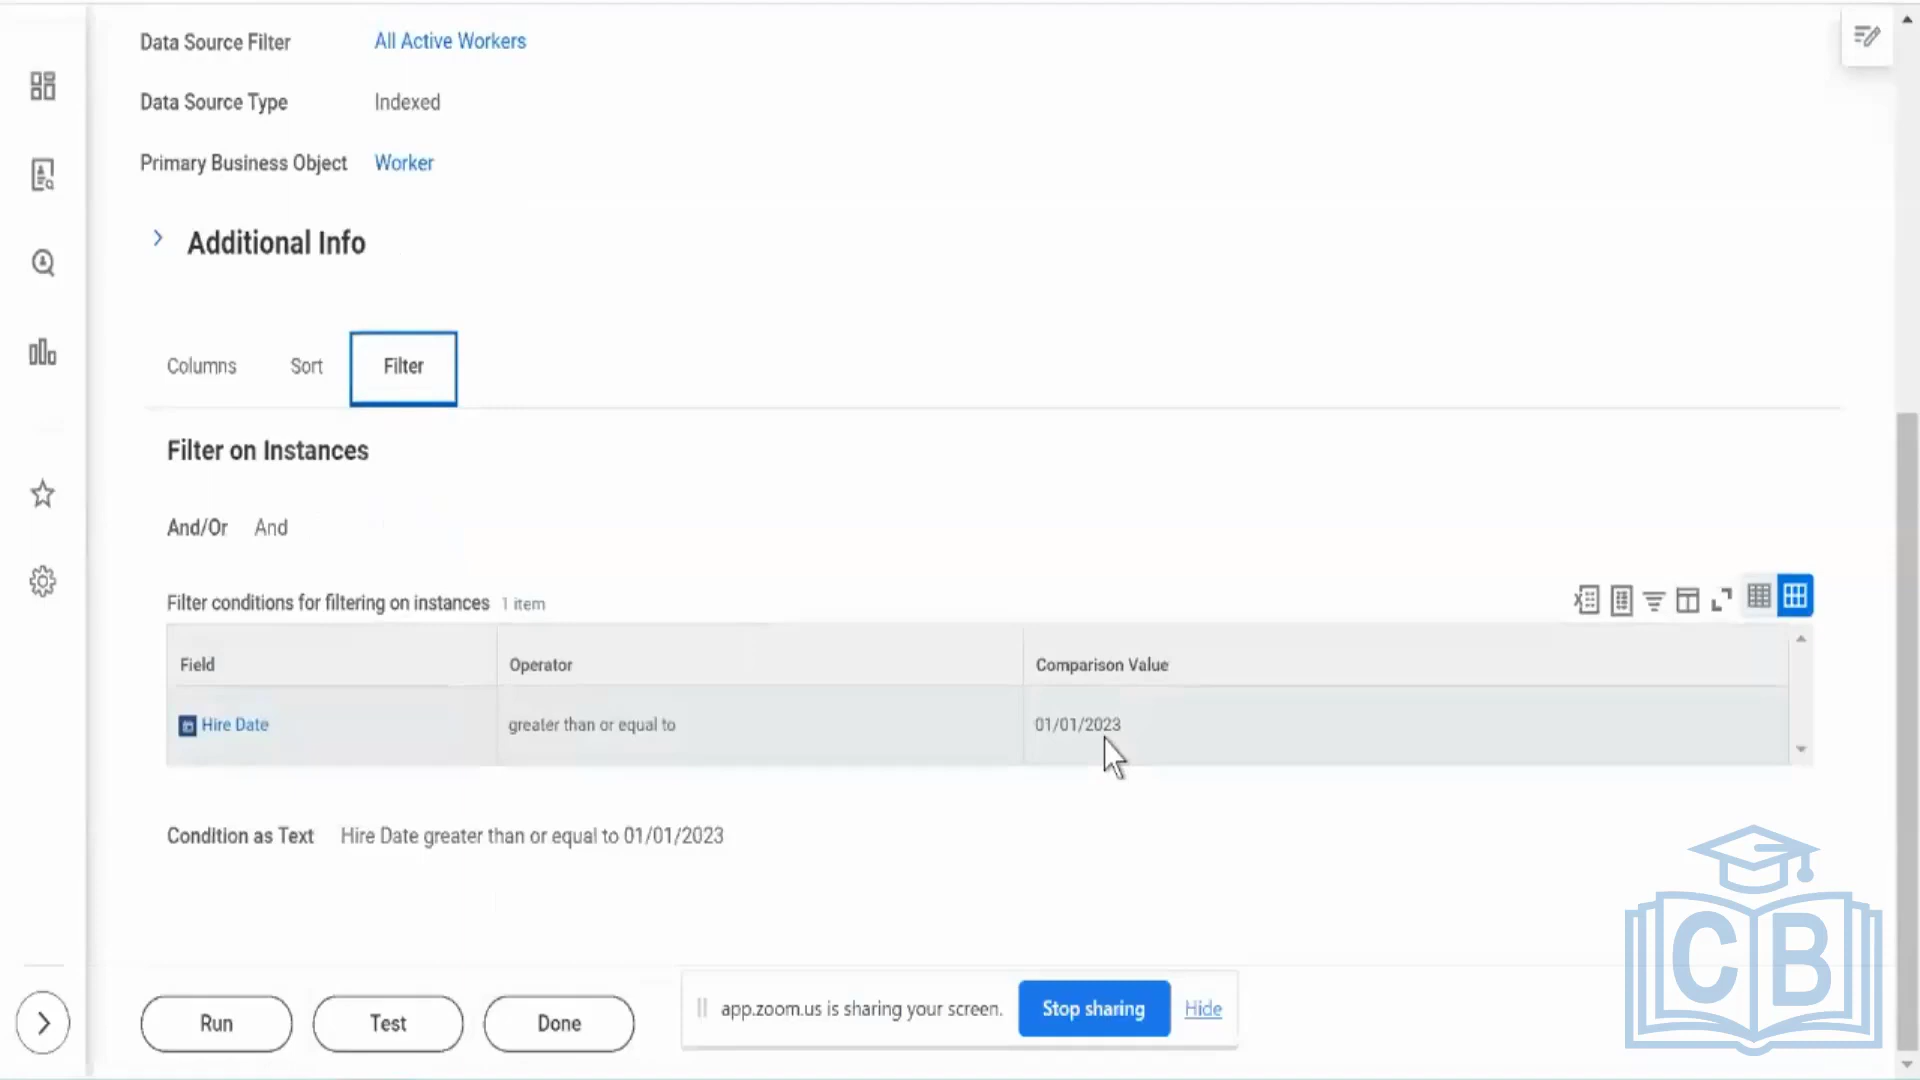 Data Source Filter All Active Workers
Data Source Type Indexed
Primary Business Object Worker
Additional Info
Columns Sort Filter
Filter on Instances
And/Or And
Filter conditions for filtering on instances 1 item
Field Operator Comparison Value
Hire Date greater than or equal to 01/01/2023
Condition as Text Hire Date greater than or equal to 01/01/2023
Run Test Done
app.zoom.us is sharing your screen. Stop sharing Hide
CB